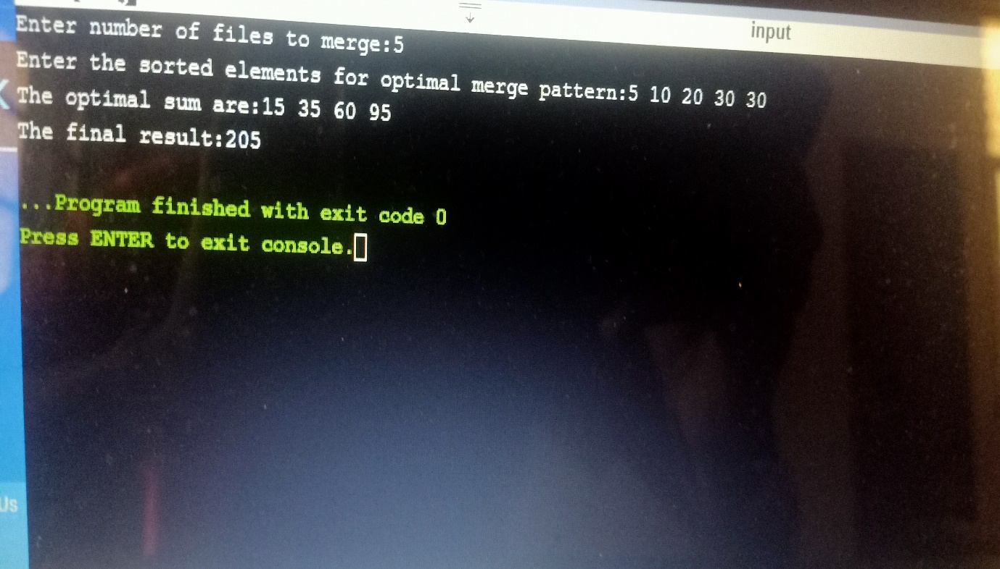 input
Enter number of files to merge:5
Enter the sorted elements for optimal merge pattern:5 10 20 30 30
The optimal sum are:15 35 60 95
The final result:205
...Program finished with exit code 0
Press ENTER to exit console.
Us